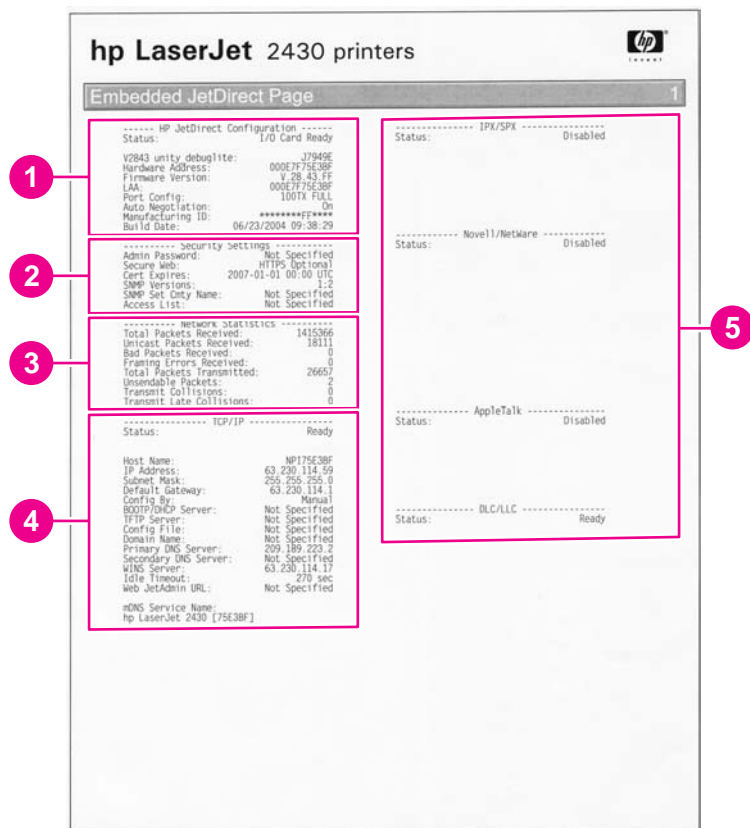 hp LaserJet 2430 printers
hp
invent
Embedded JetDirect Page 1
1
------ HP JetDirect Configuration ------
Status: I/O Card Ready
V2843 unity debuglite: J7949E
Hardware Address: 000E7F75E3BF
Firmware Version: V.28.43.FF
LAA: 000E7F75E3BF
Port Config: 100TX FULL
Auto Negotiation: On
Manufacturing ID: ********FF****
Build Date: 06/23/2004 09:38:29
2
---------- Security Settings -----------
Admin Password: Not Specified
Secure Web: HTTPS Optional
Cert Expires: 2007-01-01 00:00 UTC
SNMP Versions: 1;2
SNMP Set Cmty Name: Not Specified
Access List: Not Specified
3
---------- Network Statistics ----------
Total Packets Received: 1415366
Unicast Packets Received: 18111
Bad Packets Received: 0
Framing Errors Received: 0
Total Packets Transmitted: 26657
Unsendable Packets: 2
Transmit Collisions: 0
Transmit Late Collisions: 0
4
--------------- TCP/IP ----------------
Status: Ready
Host Name: NPI75E3BF
IP Address: 63.230.114.59
Subnet Mask: 255.255.255.0
Default Gateway: 63.230.114.1
Config By: Manual
BOOTP/DHCP Server: Not Specified
TFTP Server: Not Specified
Config File: Not Specified
Domain Name: Not Specified
Primary DNS Server: 209.189.223.2
Secondary DNS Server: Not Specified
WINS Server: 63.230.114.17
Idle Timeout: 270 sec
Web JetAdmin URL: Not Specified
mDNS Service Name:
hp LaserJet 2430 [75E3BF]
5
--------------- IPX/SPX ---------------
Status: Disabled
------------ Novell/NetWare ------------
Status: Disabled
-------------- AppleTalk --------------
Status: Disabled
--------------- DLC/LLC ---------------
Status: Ready